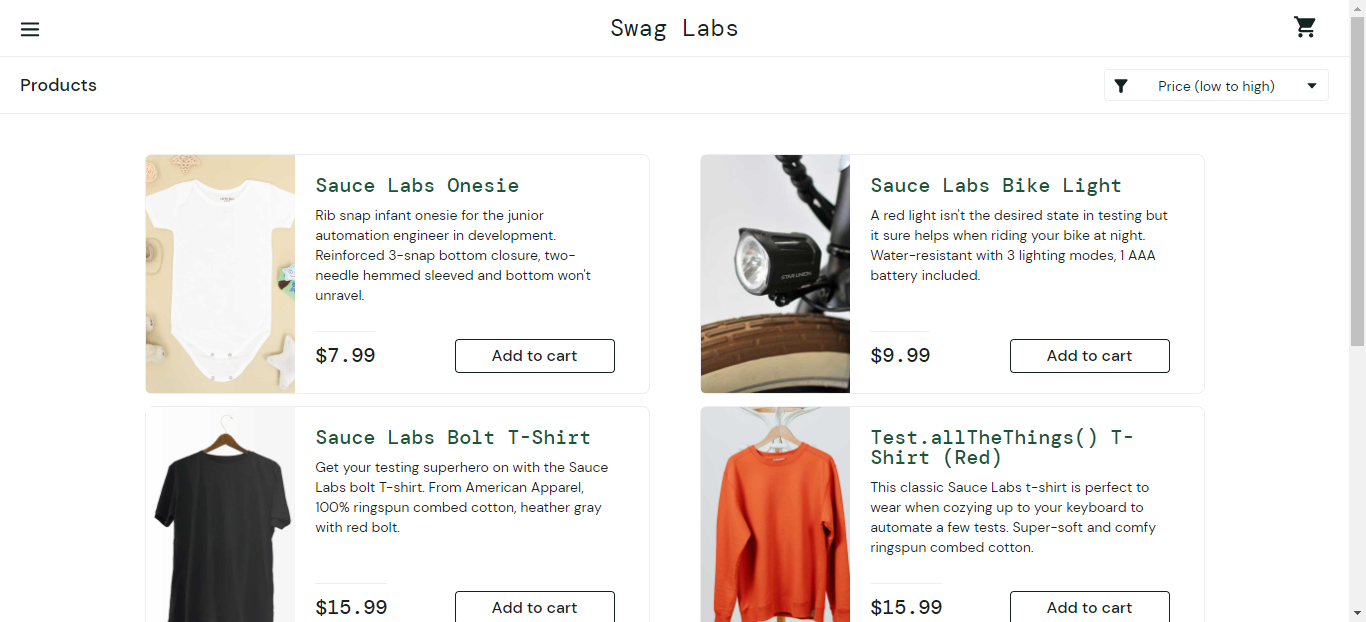 Swag Labs
Products
Price (low to high)
Sauce Labs Onesie
Rib snap infant onesie for the junior
automation engineer in development.
Reinforced 3-snap bottom closure, two-
needle hemmed sleeved and bottom won't
unravel.
$7.99
Add to cart
Sauce Labs Bike Light
A red light isn't the desired state in testing but
it sure helps when riding your bike at night.
Water-resistant with 3 lighting modes, 1 AAA
battery included.
STAR UNION
$9.99
Add to cart
Sauce Labs Bolt T-Shirt
Get your testing superhero on with the Sauce
Labs bolt T-shirt. From American Apparel,
100% ringspun combed cotton, heather gray
with red bolt.
$15.99
Add to cart
Test.allTheThings() T-
Shirt (Red)
This classic Sauce Labs t-shirt is perfect to
wear when cozying up to your keyboard to
automate a few tests. Super-soft and comfy
ringspun combed cotton.
$15.99
Add to cart